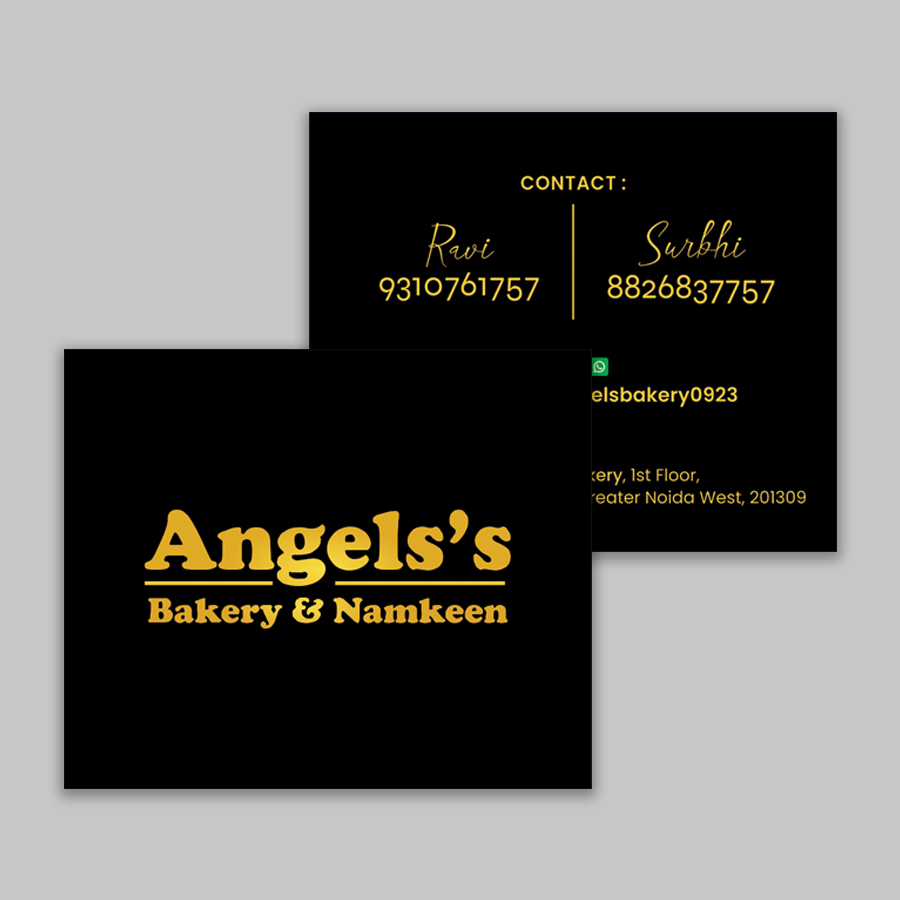 CONTACT :
Ravi
9310761757
Surbhi
8826837757
elsbakery0923
kery, 1st Floor,
reater Noida West, 201309
Angels's
Bakery & Namkeen